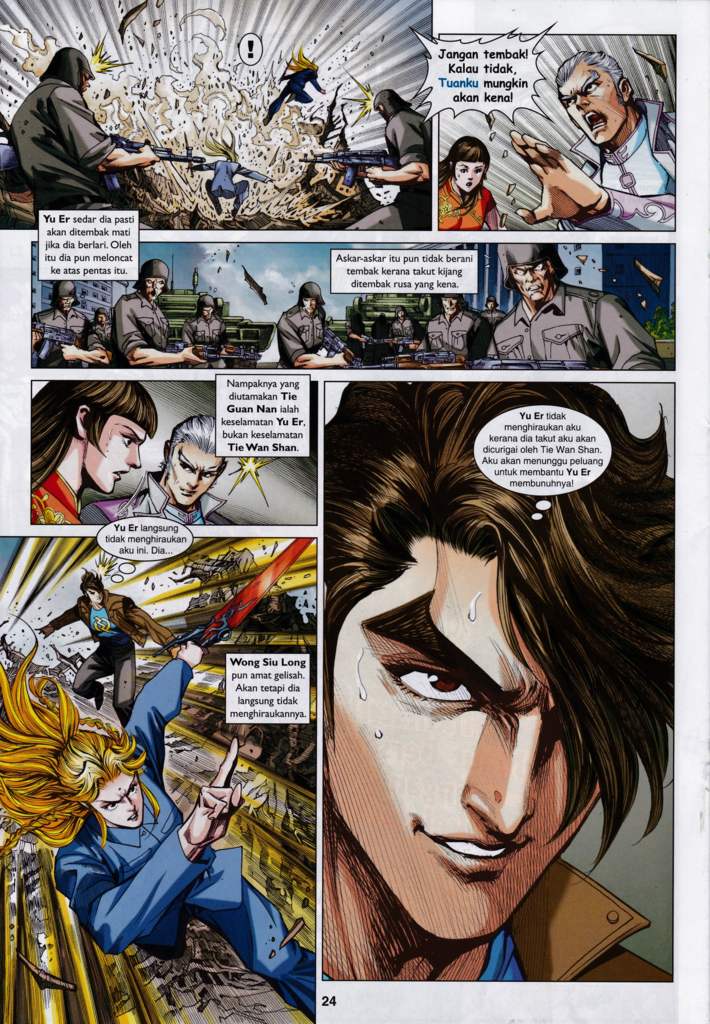 !
Jangan tembak!
Kalau tidak,
Tuanku mungkin
akan kena!
Yu Er sedar dia pasti
ditembak mati
jika dia berlari. Oleh
itu dia pun meloncat
ke atas pentas itu.
Askar-askar itu pun tidak berani
tembak kerana takut kijang
ditembak rusa yang kena.
Nampaknya yang
diutamakan Tie
Guan Nan ialah
keselamatan Yu Er,
bukan keselamatan
Tie Wan Shan.
Yu Er tidak
menghiraukan aku
kerana dia takut aku akan
dicurigai oleh Tie Wan Shan.
Aku akan menunggu peluang
untuk membantu Yu Er
membunuhnya!
Yu Er langsung
tidak menghiraukan
aku ini. Dia...
Wong Siu Long
pun amat gelisah.
Akan tetapi dia
langsung tidak
menghiraukannya.
24